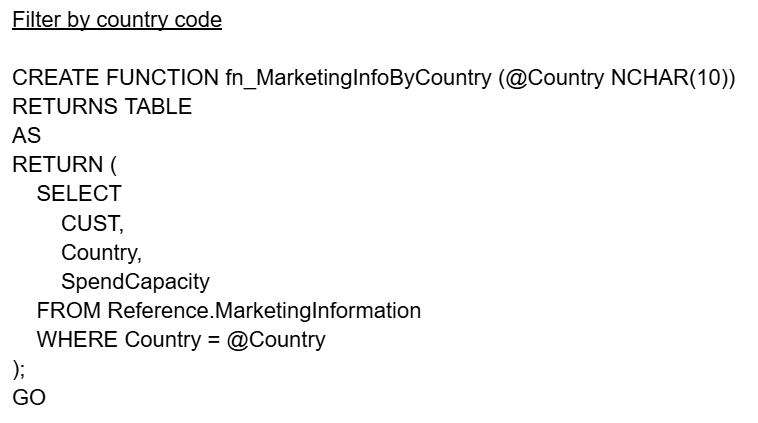 Filter by country code
CREATE FUNCTION fn_MarketingInfoByCountry (@Country NCHAR(10))
RETURNS TABLE
AS
RETURN (
SELECT
CUST,
Country,
SpendCapacity
FROM Reference.MarketingInformation
WHERE Country = @Country
);
GO